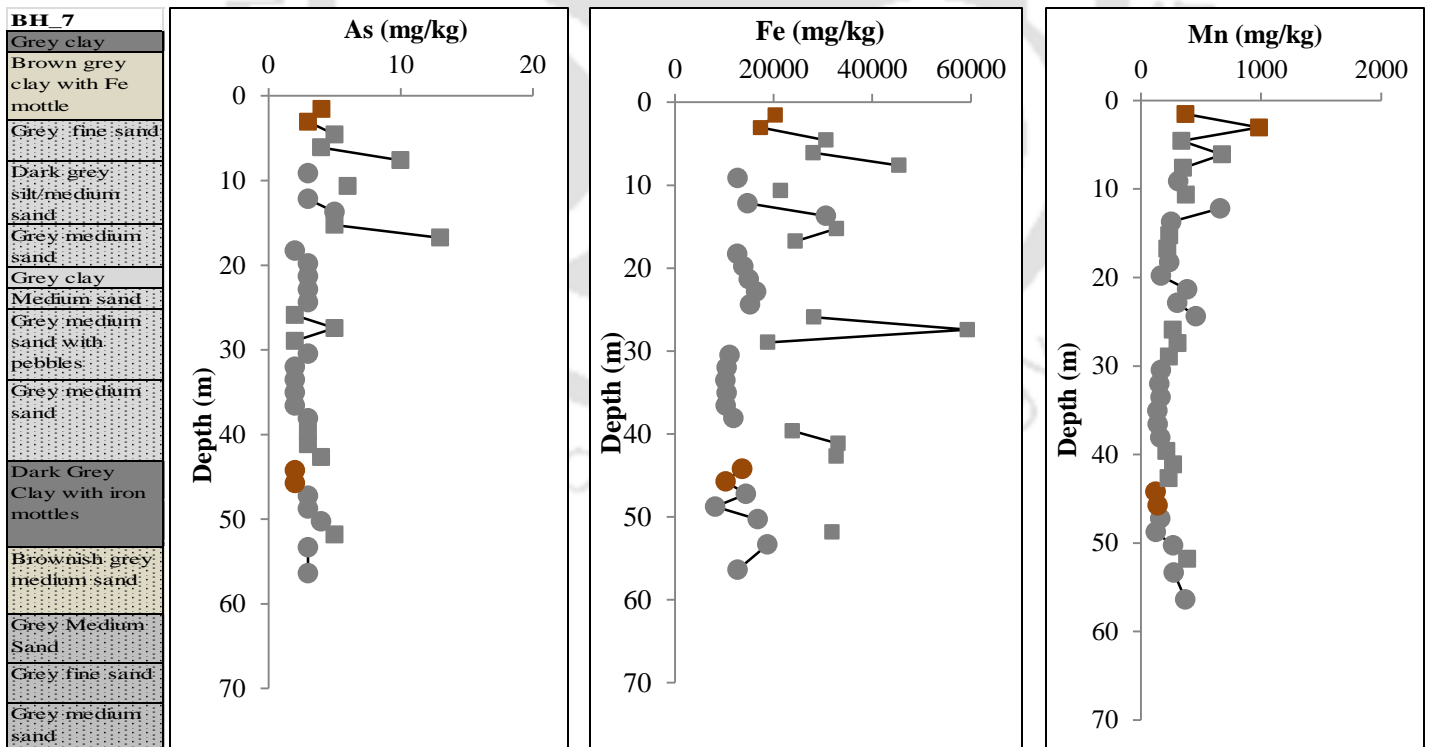 BH_7
Grey clay
Brown grey
clay with Fe
mottle
Grey fine sand
Dark grey
silt/medium
sand
Grey medium
sand
Grey clay
Medium sand
Grey medium
sand with
pebbles
Grey medium
sand
Dark Grey
Clay with iron
mottles
Brownish grey
medium sand
Grey Medium
Sand
Grey fine sand
Grey medium
sand
As (mg/kg)
0 10 20
0
10
20
30
40
50
60
70
Depth (m)
Fe (mg/kg)
0 20000 40000 60000
0
10
20
30
40
50
60
70
Depth (m)
Mn (mg/kg)
0 1000 2000
0
10
20
30
40
50
60
70
Depth (m)